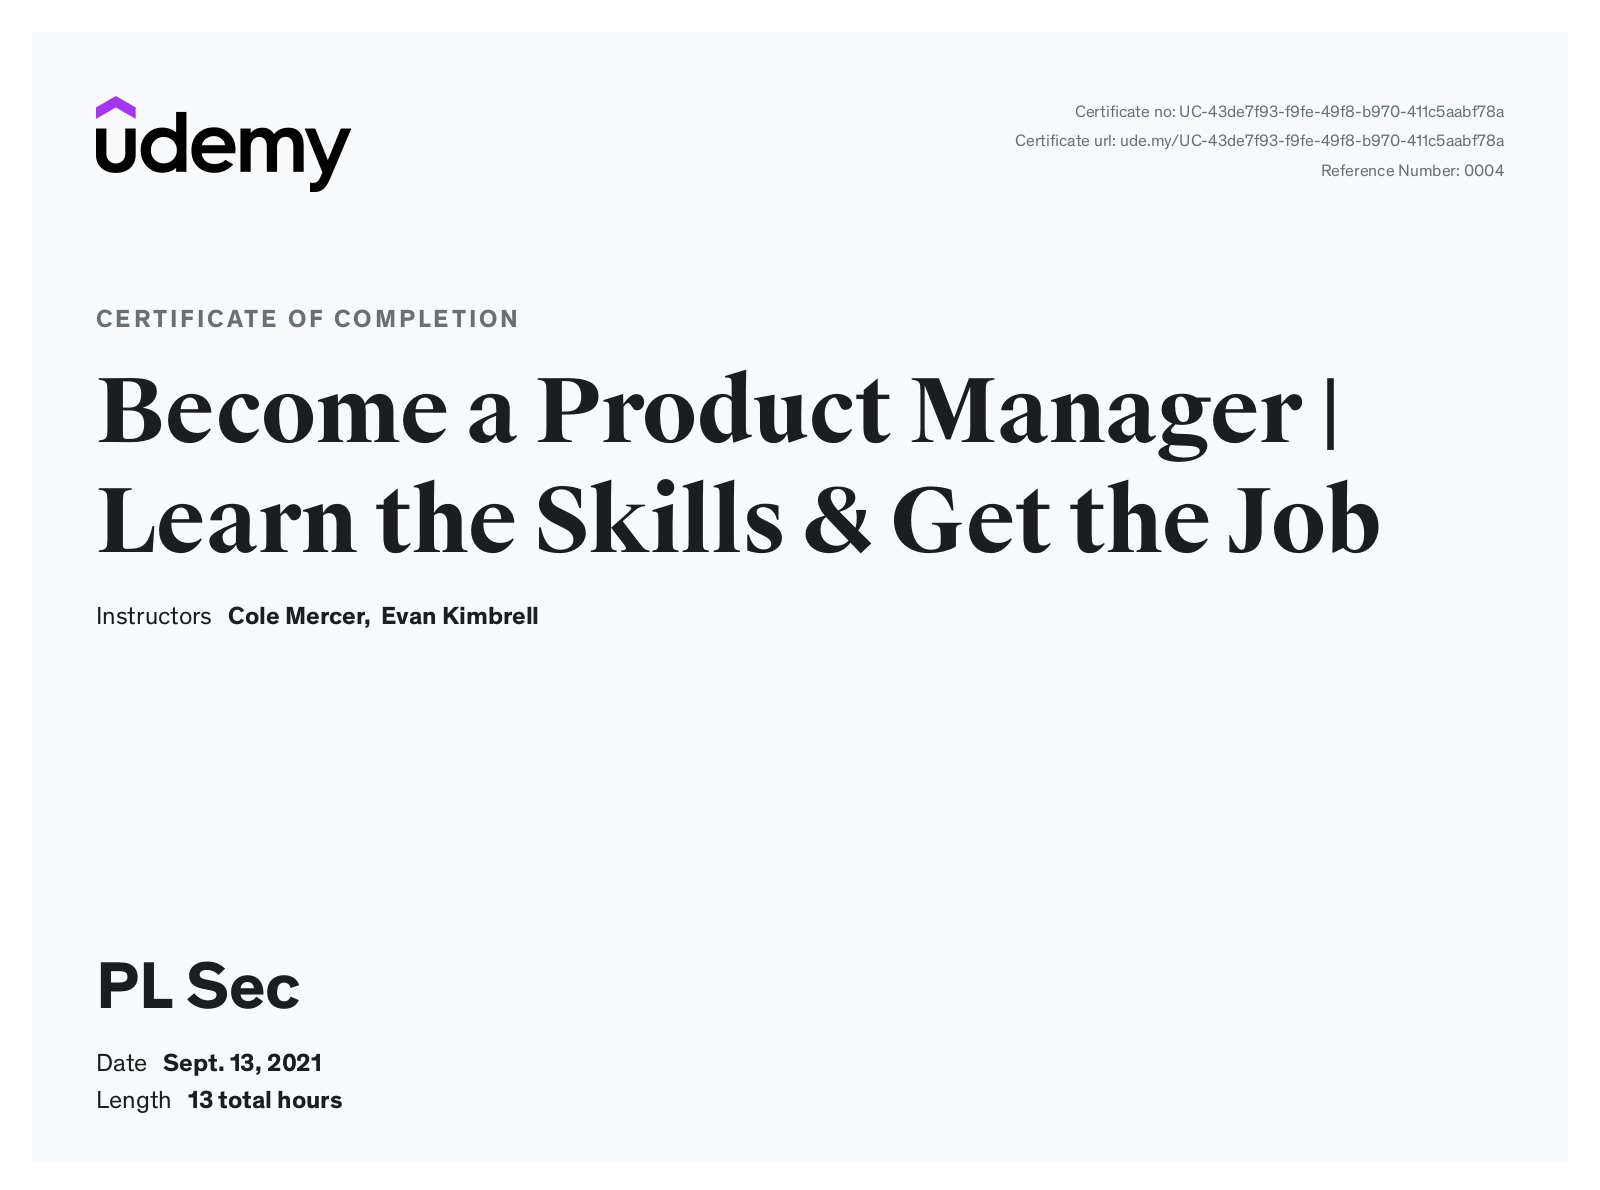 udemy
Certificate no: UC-43de7f93-f9fe-49f8-b970-411c5aabf78a
Certificate url: ude.my/UC-43de7f93-f9fe-49f8-b970-411c5aabf78a
Reference Number: 0004
CERTIFICATE OF COMPLETION
Become a Product Manager |
Learn the Skills & Get the Job
Instructors Cole Mercer, Evan Kimbrell
PL Sec
Date Sept. 13, 2021
Length 13 total hours